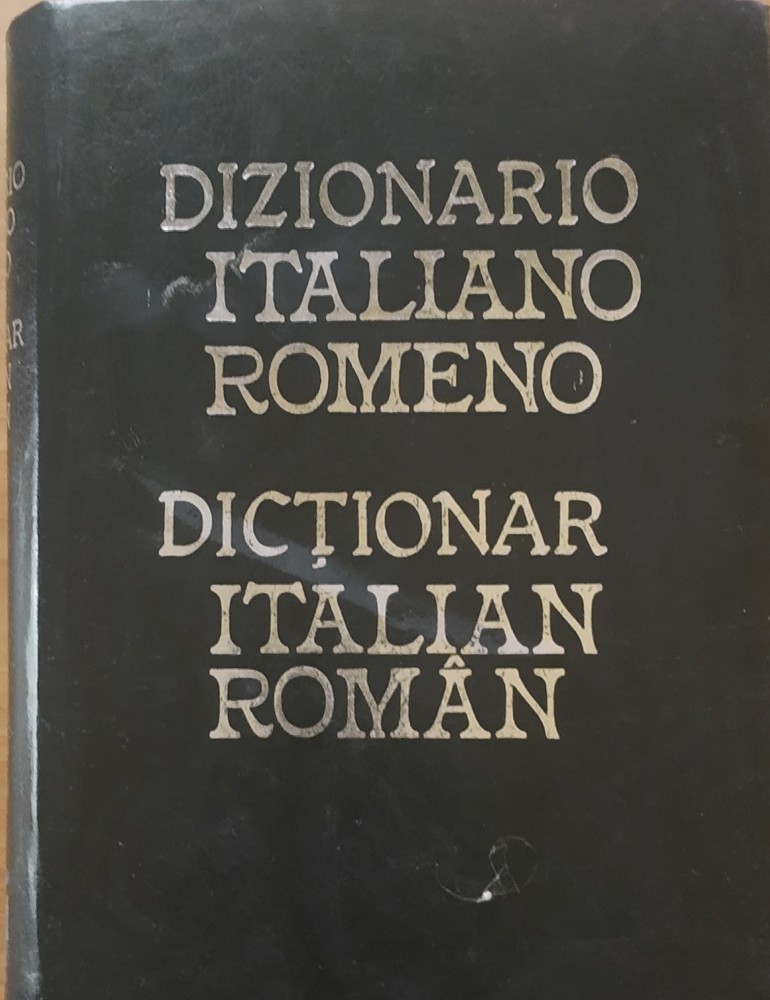 DIZIONARIO
ITALIANO
ROMENO
DICȚIONAR
ITALIAN
ROMÂN